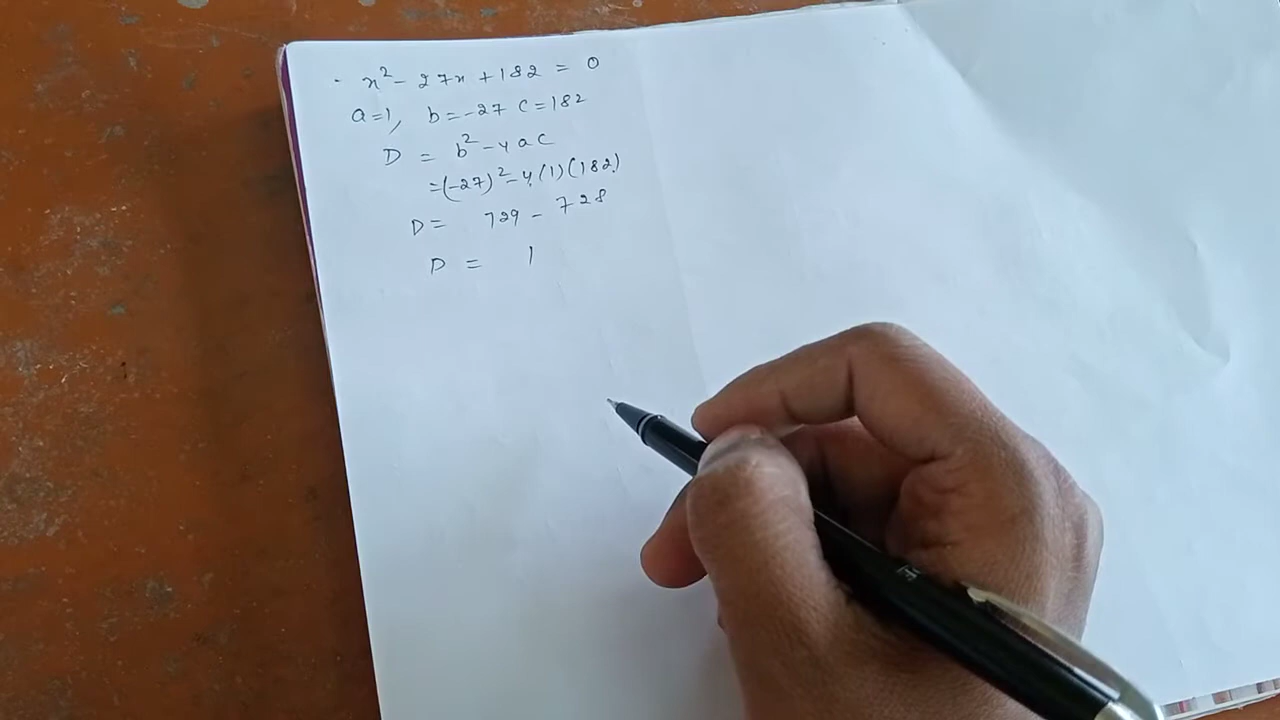 x² - 27x + 182 = 0
a=1, b=-27 c=182
D = b² - 4ac
=(-27)² - 4(1)(182)
D = 729 - 728
D = 1